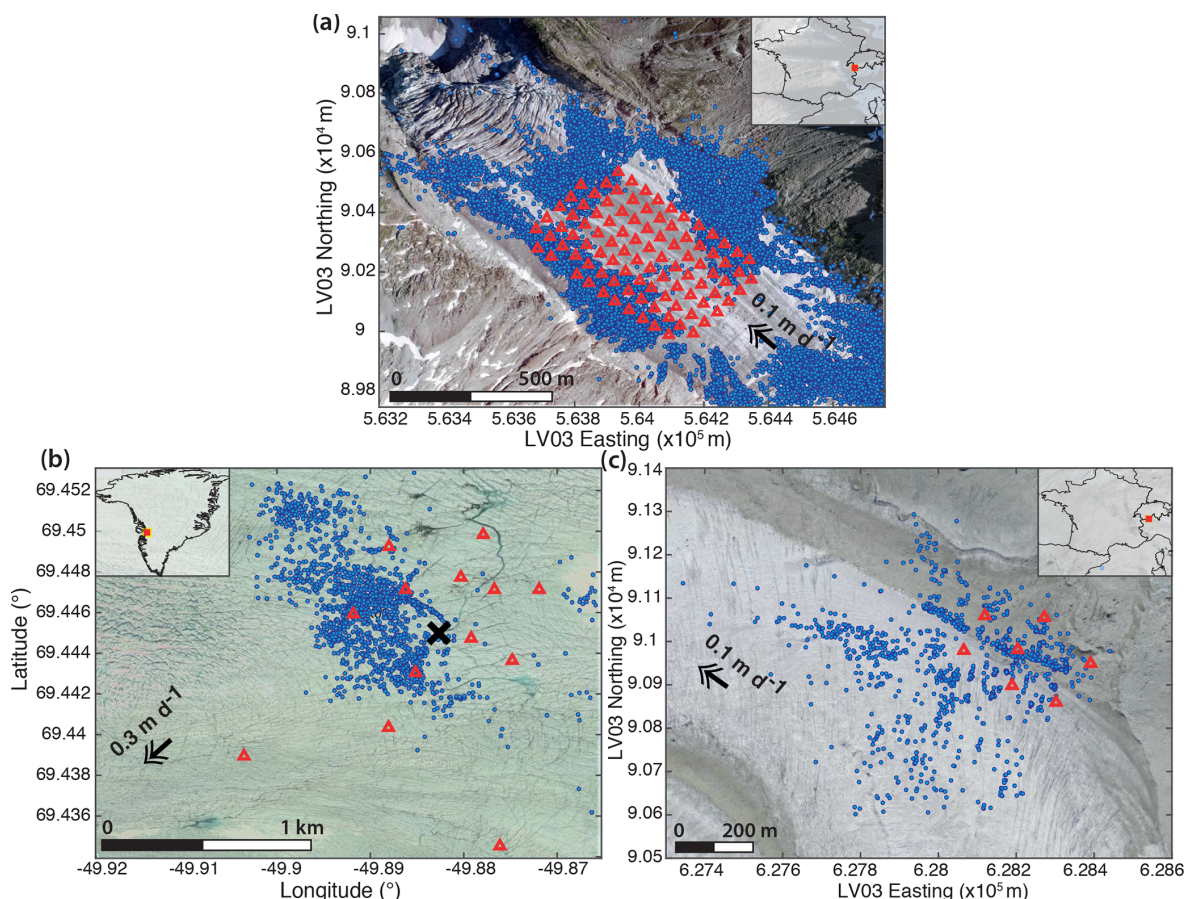 (a)
9.1
9.08
9.06
9.04
9.02
9
8.98
LV03 Northing (x10⁴ m)
0.1 m d⁻¹
0 500 m
5.632 5.634 5.636 5.638 5.64 5.642 5.644 5.646
LV03 Easting (x10⁵ m)
(b)
69.452
69.45
69.448
69.446
69.444
69.442
69.44
69.438
69.436
Latitude (°)
0.3 m d⁻¹
0 1 km
-49.92 -49.91 -49.9 -49.89 -49.88 -49.87
Longitude (°)
(c)
9.14
9.13
9.12
9.11
9.10
9.09
9.08
9.07
9.06
9.05
LV03 Northing (x10⁴ m)
0.1 m d⁻¹
0 200 m
6.274 6.276 6.278 6.28 6.282 6.284 6.286
LV03 Easting (x10⁵ m)